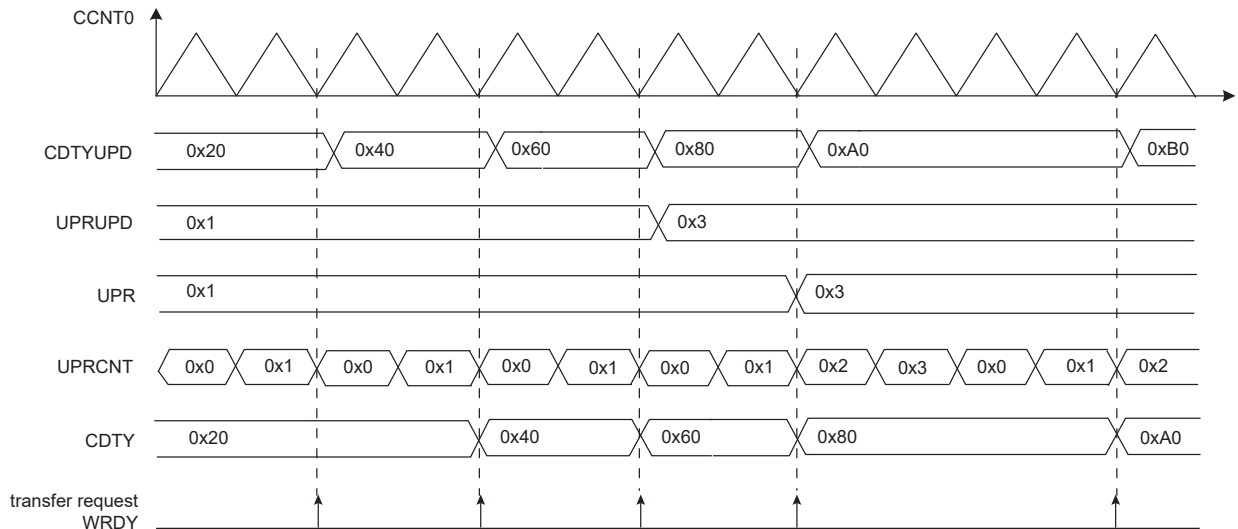 CCNT0
CDTYUPD 0x20 0x40 0x60 0x80 0xA0 0xB0
UPRUPD 0x1 0x3
UPR 0x1 0x3
UPRCNT 0x0 0x1 0x0 0x1 0x0 0x1 0x0 0x1 0x2 0x3 0x0 0x1 0x2
CDTY 0x20 0x40 0x60 0x80 0xA0
transfer request
WRDY